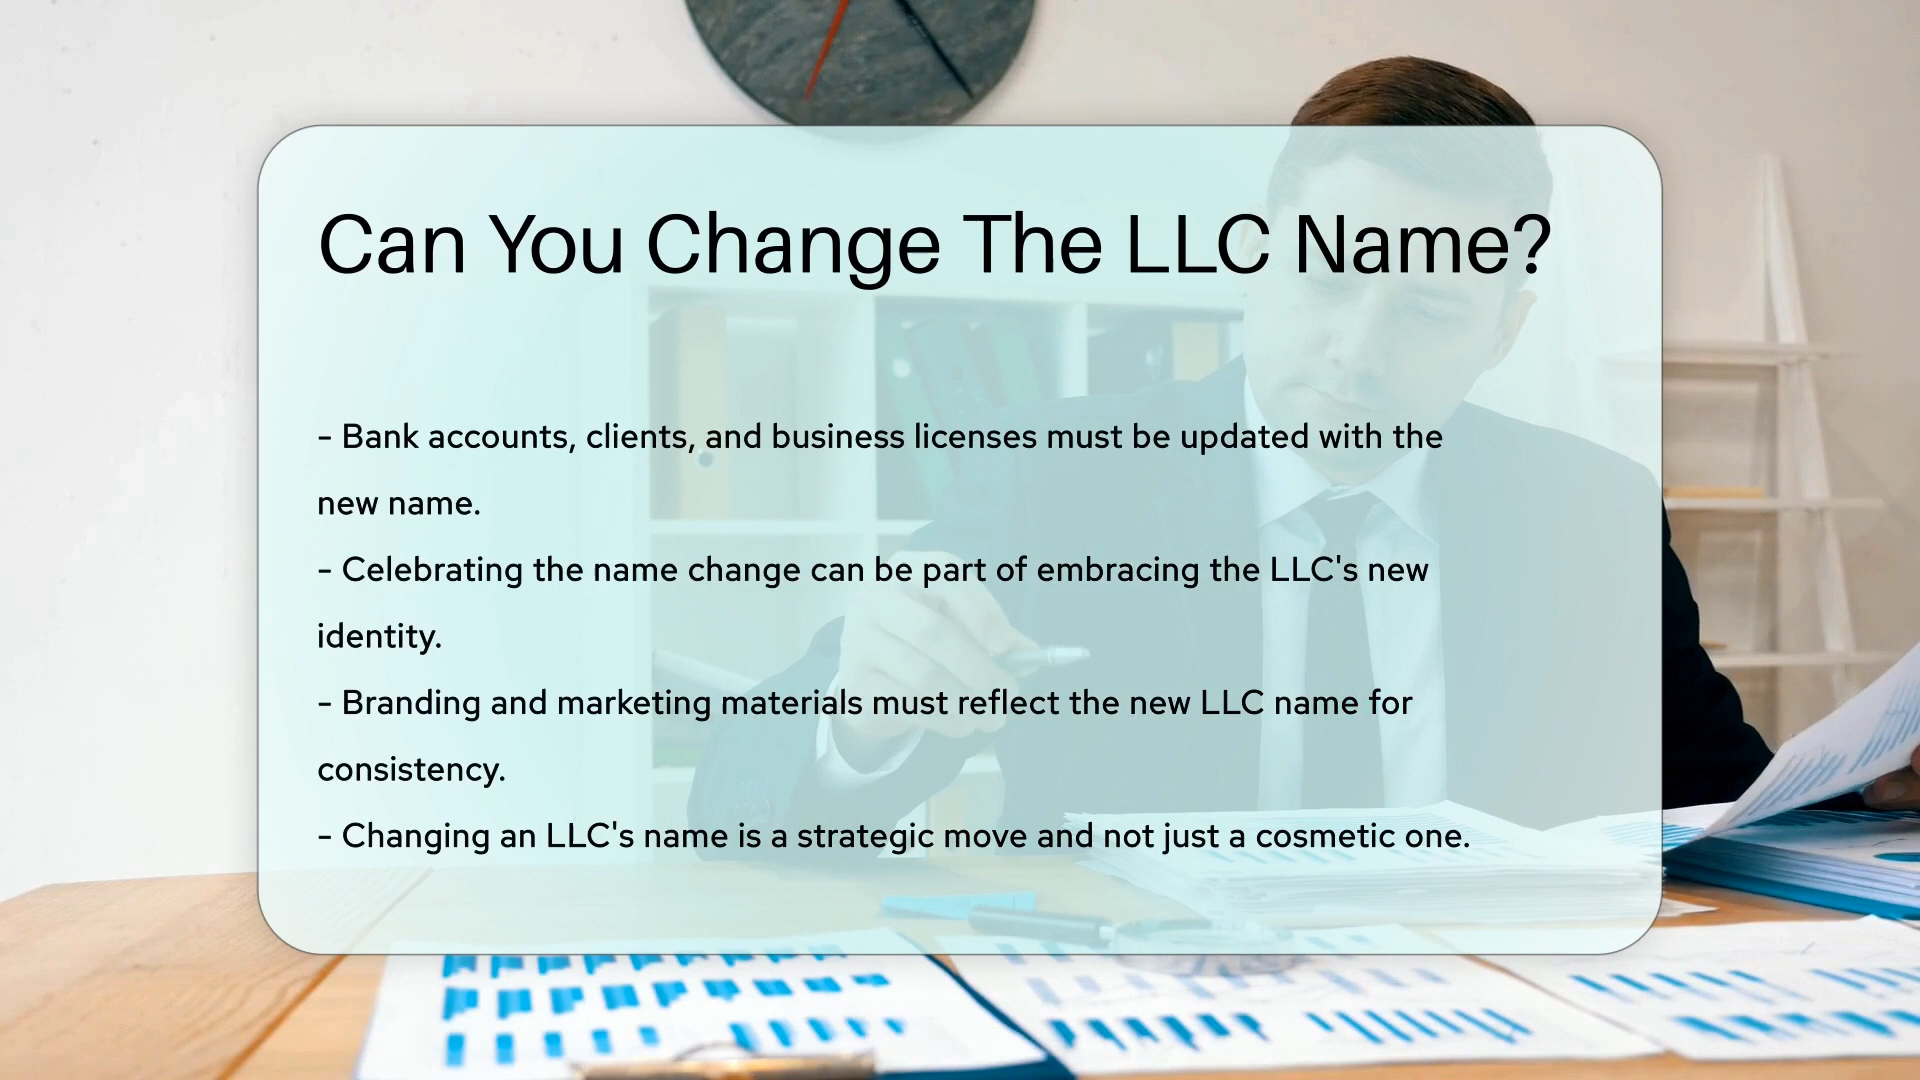 Can You Change The LLC Name?
- Bank accounts, clients, and business licenses must be updated with the
new name.
- Celebrating the name change can be part of embracing the LLC's new
identity.
- Branding and marketing materials must reflect the new LLC name for
consistency.
- Changing an LLC's name is a strategic move and not just a cosmetic one.